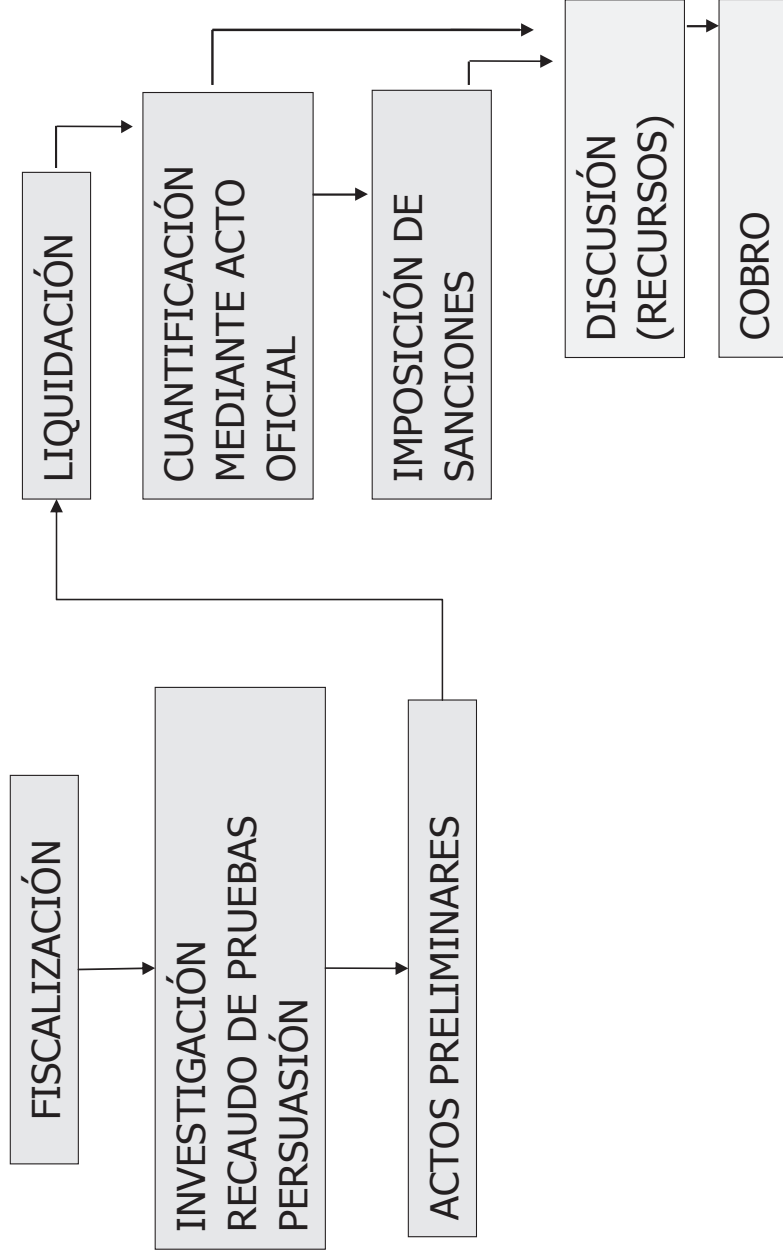 FISCALIZACIÓN
INVESTIGACIÓN
RECAUDO DE PRUEBAS
PERSUASIÓN
ACTOS PRELIMINARES
LIQUIDACIÓN
CUANTIFICACIÓN
MEDIANTE ACTO
OFICIAL
IMPOSICIÓN DE
SANCIONES
DISCUSIÓN
(RECURSOS)
COBRO